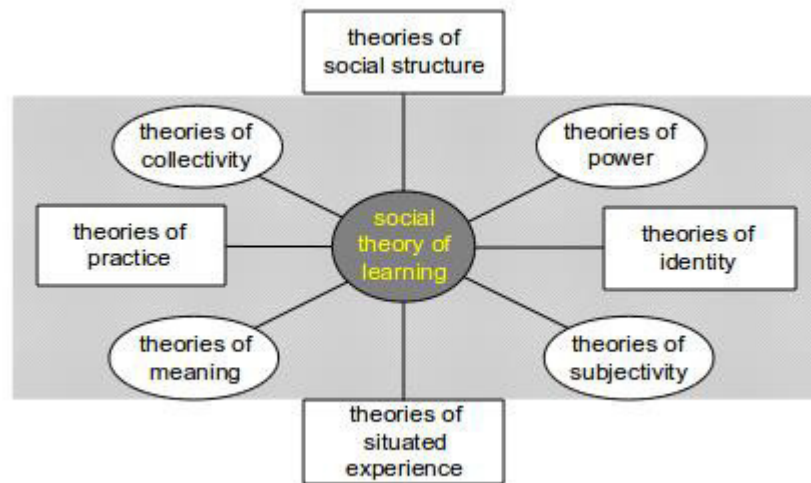 theories of
social structure
theories of
collectivity
theories of
power
social
theory of
learning
theories of
practice
theories of
identity
theories of
meaning
theories of
subjectivity
theories of
situated
experience